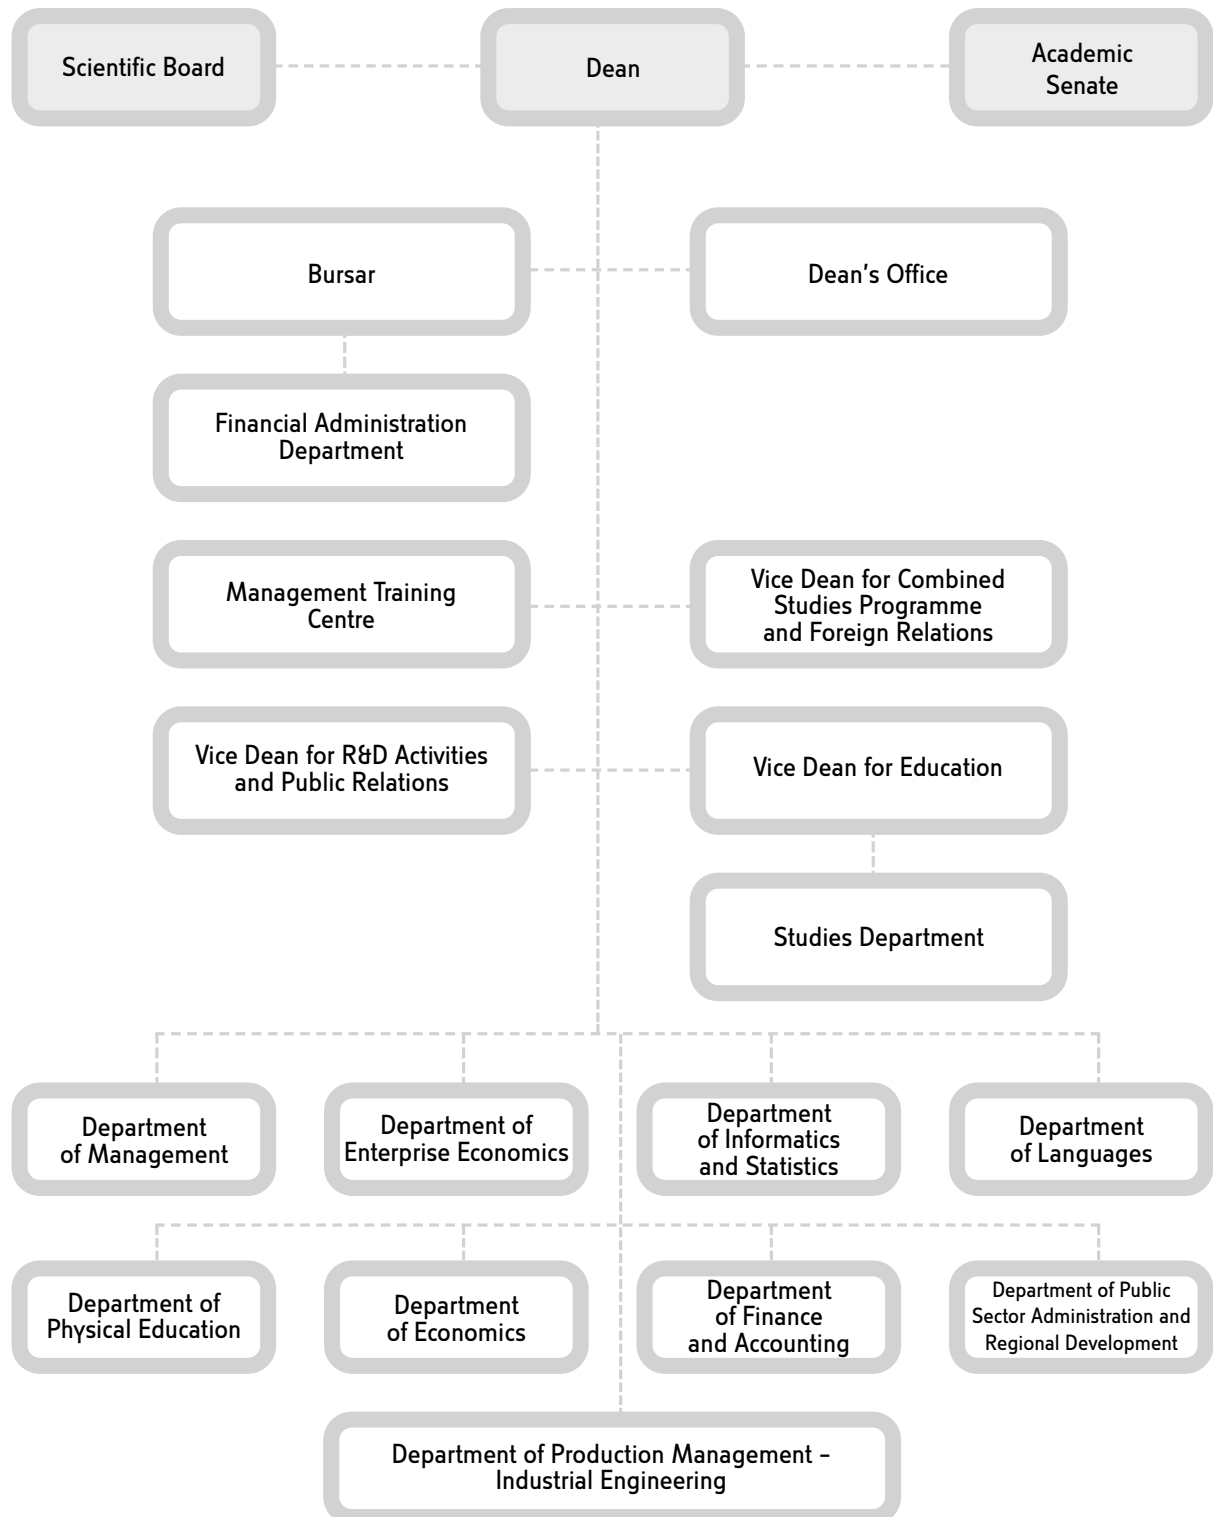 Scientific Board
Dean
Academic
Senate
Bursar
Dean's Office
Financial Administration
Department
Management Training
Centre
Vice Dean for Combined
Studies Programme
and Foreign Relations
Vice Dean for R&D Activities
and Public Relations
Vice Dean for Education
Studies Department
Department
of Management
Department of
Enterprise Economics
Department
of Informatics
and Statistics
Department
of Languages
Department of
Physical Education
Department
of Economics
Department
of Finance
and Accounting
Department of Public
Sector Administration and
Regional Development
Department of Production Management –
Industrial Engineering